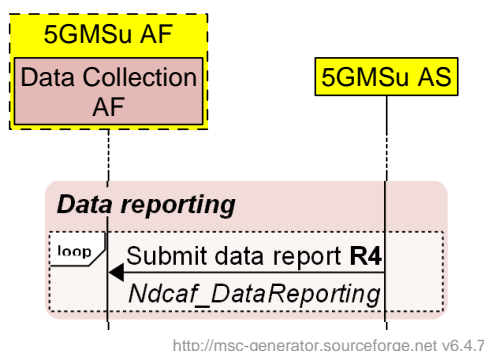 5GMSu AF
Data Collection
AF
5GMSu AS
Data reporting
loop
Submit data report R4
Ndcaf_DataReporting
http://msc-generator.sourceforge.net v6.4.7